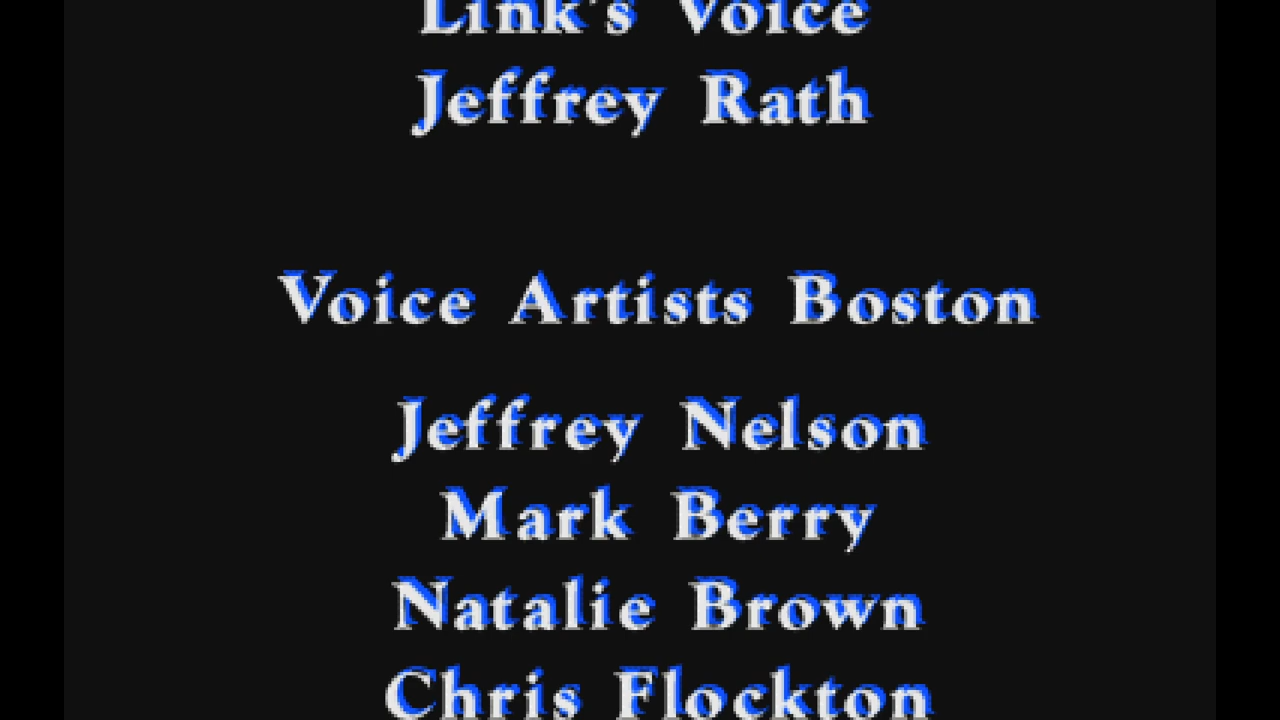 Link's Voice
Jeffrey Rath
Voice Artists Boston
Jeffrey Nelson
Mark Berry
Natalie Brown
Chris Flockton